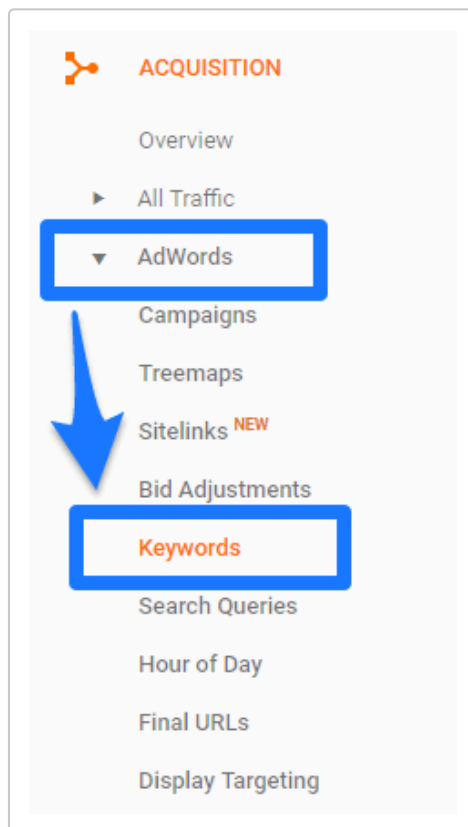 ACQUISITION
Overview
All Traffic
AdWords
Campaigns
Treemaps
Sitelinks NEW
Bid Adjustments
Keywords
Search Queries
Hour of Day
Final URLs
Display Targeting